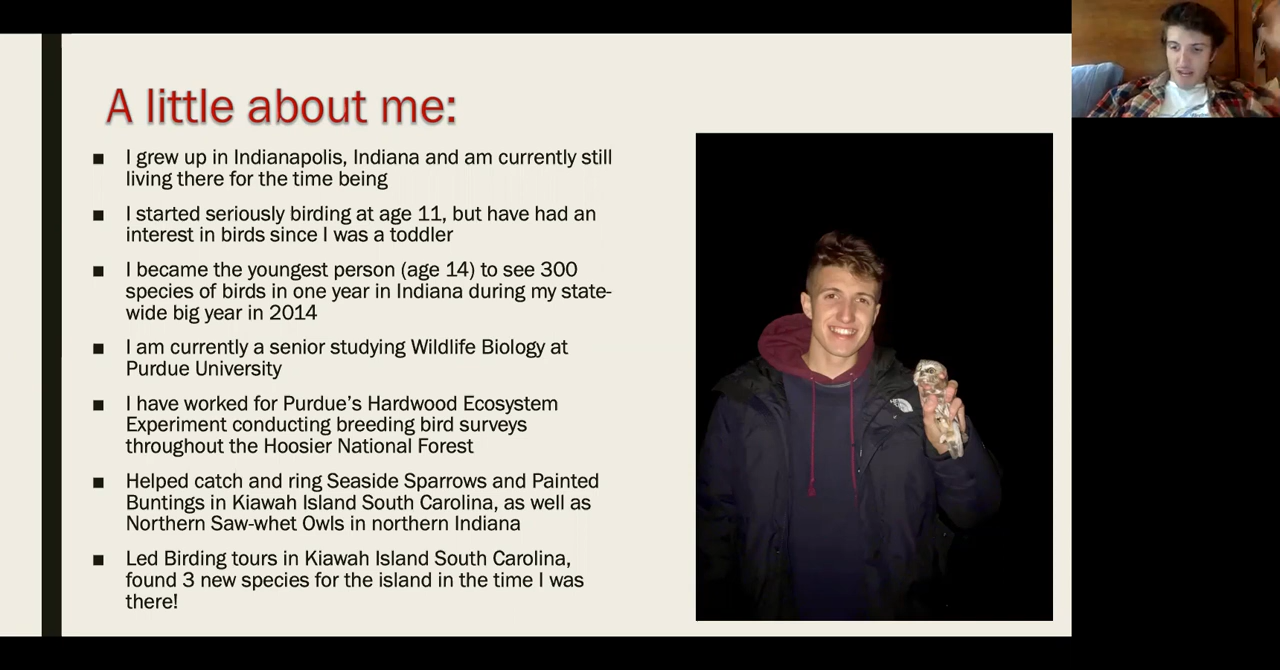 A little about me:
I grew up in Indianapolis, Indiana and am currently still
living there for the time being
I started seriously birding at age 11, but have had an
interest in birds since I was a toddler
I became the youngest person (age 14) to see 300
species of birds in one year in Indiana during my state-
wide big year in 2014
I am currently a senior studying Wildlife Biology at
Purdue University
I have worked for Purdue’s Hardwood Ecosystem
Experiment conducting breeding bird surveys
throughout the Hoosier National Forest
Helped catch and ring Seaside Sparrows and Painted
Buntings in Kiawah Island South Carolina, as well as
Northern Saw-whet Owls in northern Indiana
Led Birding tours in Kiawah Island South Carolina,
found 3 new species for the island in the time I was
there!